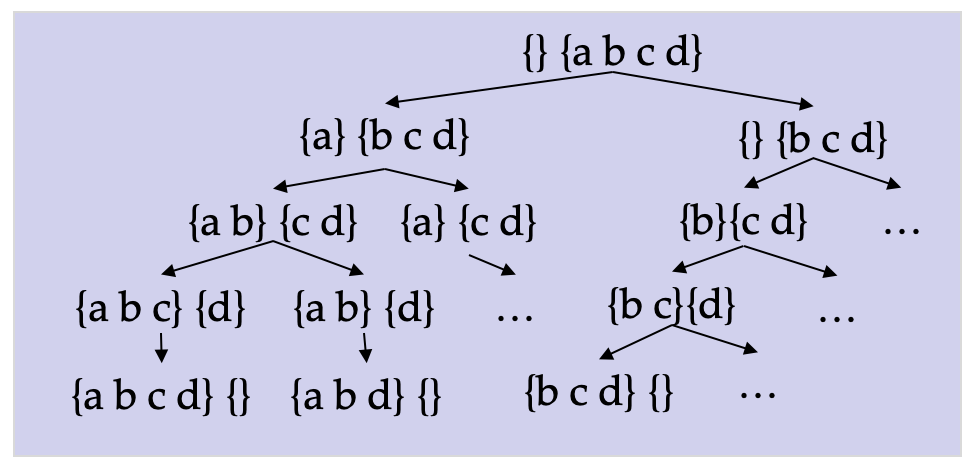 {} {a b c d}
{a} {b c d} {} {b c d}
{a b} {c d} {a} {c d} {b}{c d} …
{a b c} {d} {a b} {d} … {b c}{d} …
{a b c d} {} {a b d} {} {b c d} {} …